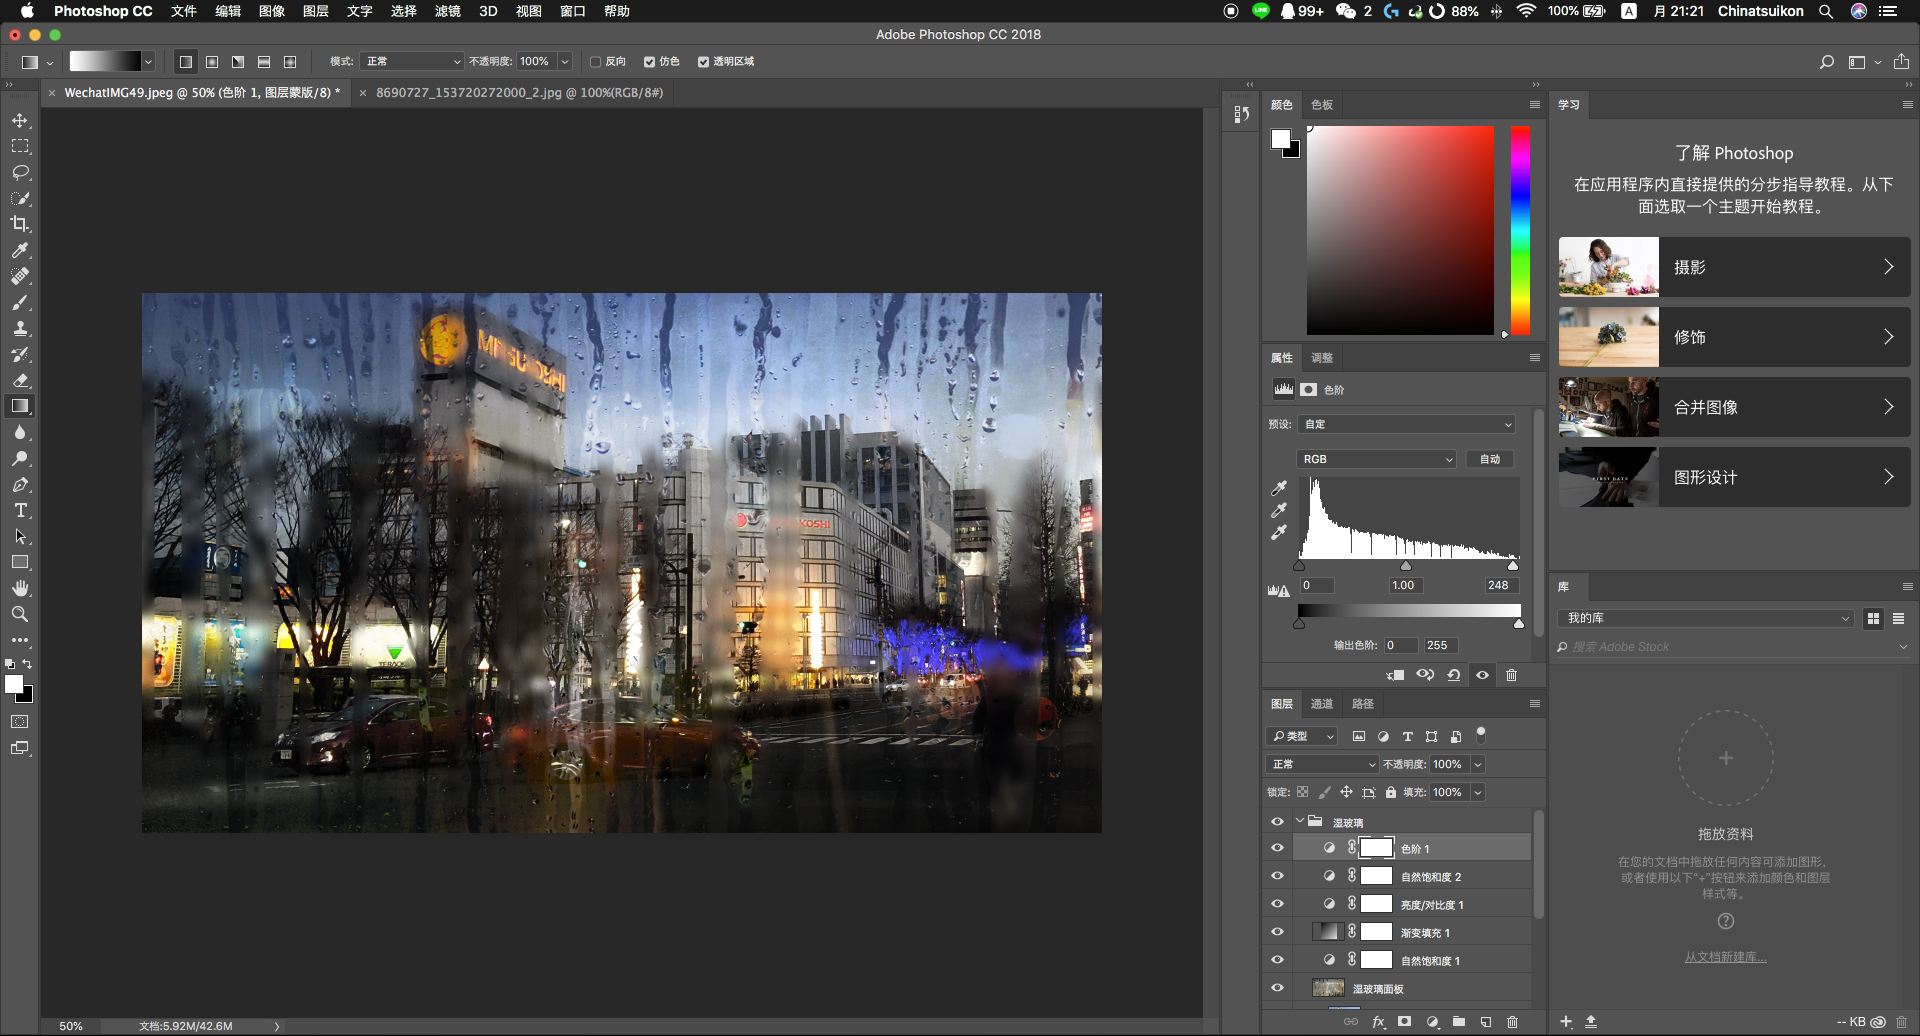 Photoshop CC 文件 编辑 图像 图层 文字 选择 滤镜 3D 视图 窗口 帮助 99+ 2 88% 100% A 月 21:21 Chinatsuikon
Adobe Photoshop CC 2018
模式: 正常 不透明度: 100% 反向 仿色 透明区域
WechatIMG49.jpeg @ 50% (色阶 1, 图层蒙版/8) * 8690727_153720272000_2.jpg @ 100%(RGB/8#)
KOSHI
TERAOKA
颜色 色板
属性 调整
色阶
预设: 自定
RGB 自动
0 1.00 248
输出色阶: 0 255
图层 通道 路径
类型
正常 不透明度: 100%
锁定: 填充: 100%
湿玻璃
色阶 1
自然饱和度 2
亮度/对比度 1
渐变填充 1
自然饱和度 1
湿玻璃面板
fx
学习
了解 Photoshop
在应用程序内直接提供的分步指导教程。从下
面选取一个主题开始教程。
摄影
修饰
合并图像
FIRST DATE
图形设计
库
我的库
搜索 Adobe Stock
拖放资料
在您的文档中拖放任何内容可添加图形,
或者使用以下"+"按钮来添加颜色和图层
样式等。
从文档新建库...
-- KB
50% 文档:5.92M/42.6M